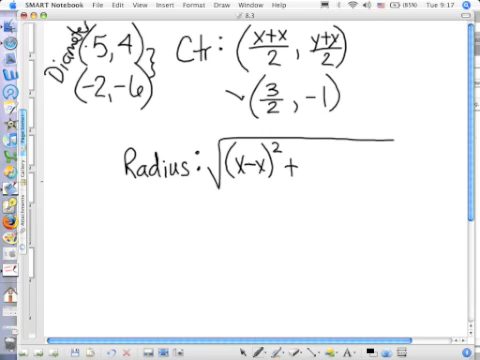 SMART Notebook File Edit View Insert Format Draw Window Help (81%) Tue 9:17
8.3
Diameter
(5, 4)
(-2, -6)
Ctr: (x+x/2, y+y/2)
(3/2, -1)
Radius: √(x-x)² +
Attachments